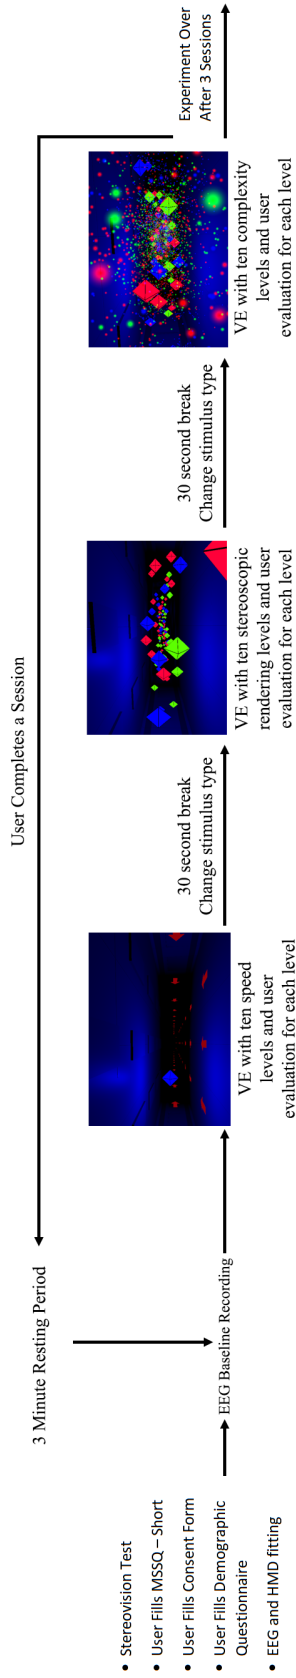 • Stereovision Test
• User Fills MSSQ – Short
• User Fills Consent Form
• User Fills Demographic
Questionnaire
• EEG and HMD fitting
3 Minute Resting Period
EEG Baseline Recording
User Completes a Session
VE with ten speed
levels and user
evaluation for each level
30 second break
Change stimulus type
VE with ten stereoscopic
rendering levels and user
evaluation for each level
30 second break
Change stimulus type
VE with ten complexity
levels and user
evaluation for each level
Experiment Over
After 3 Sessions